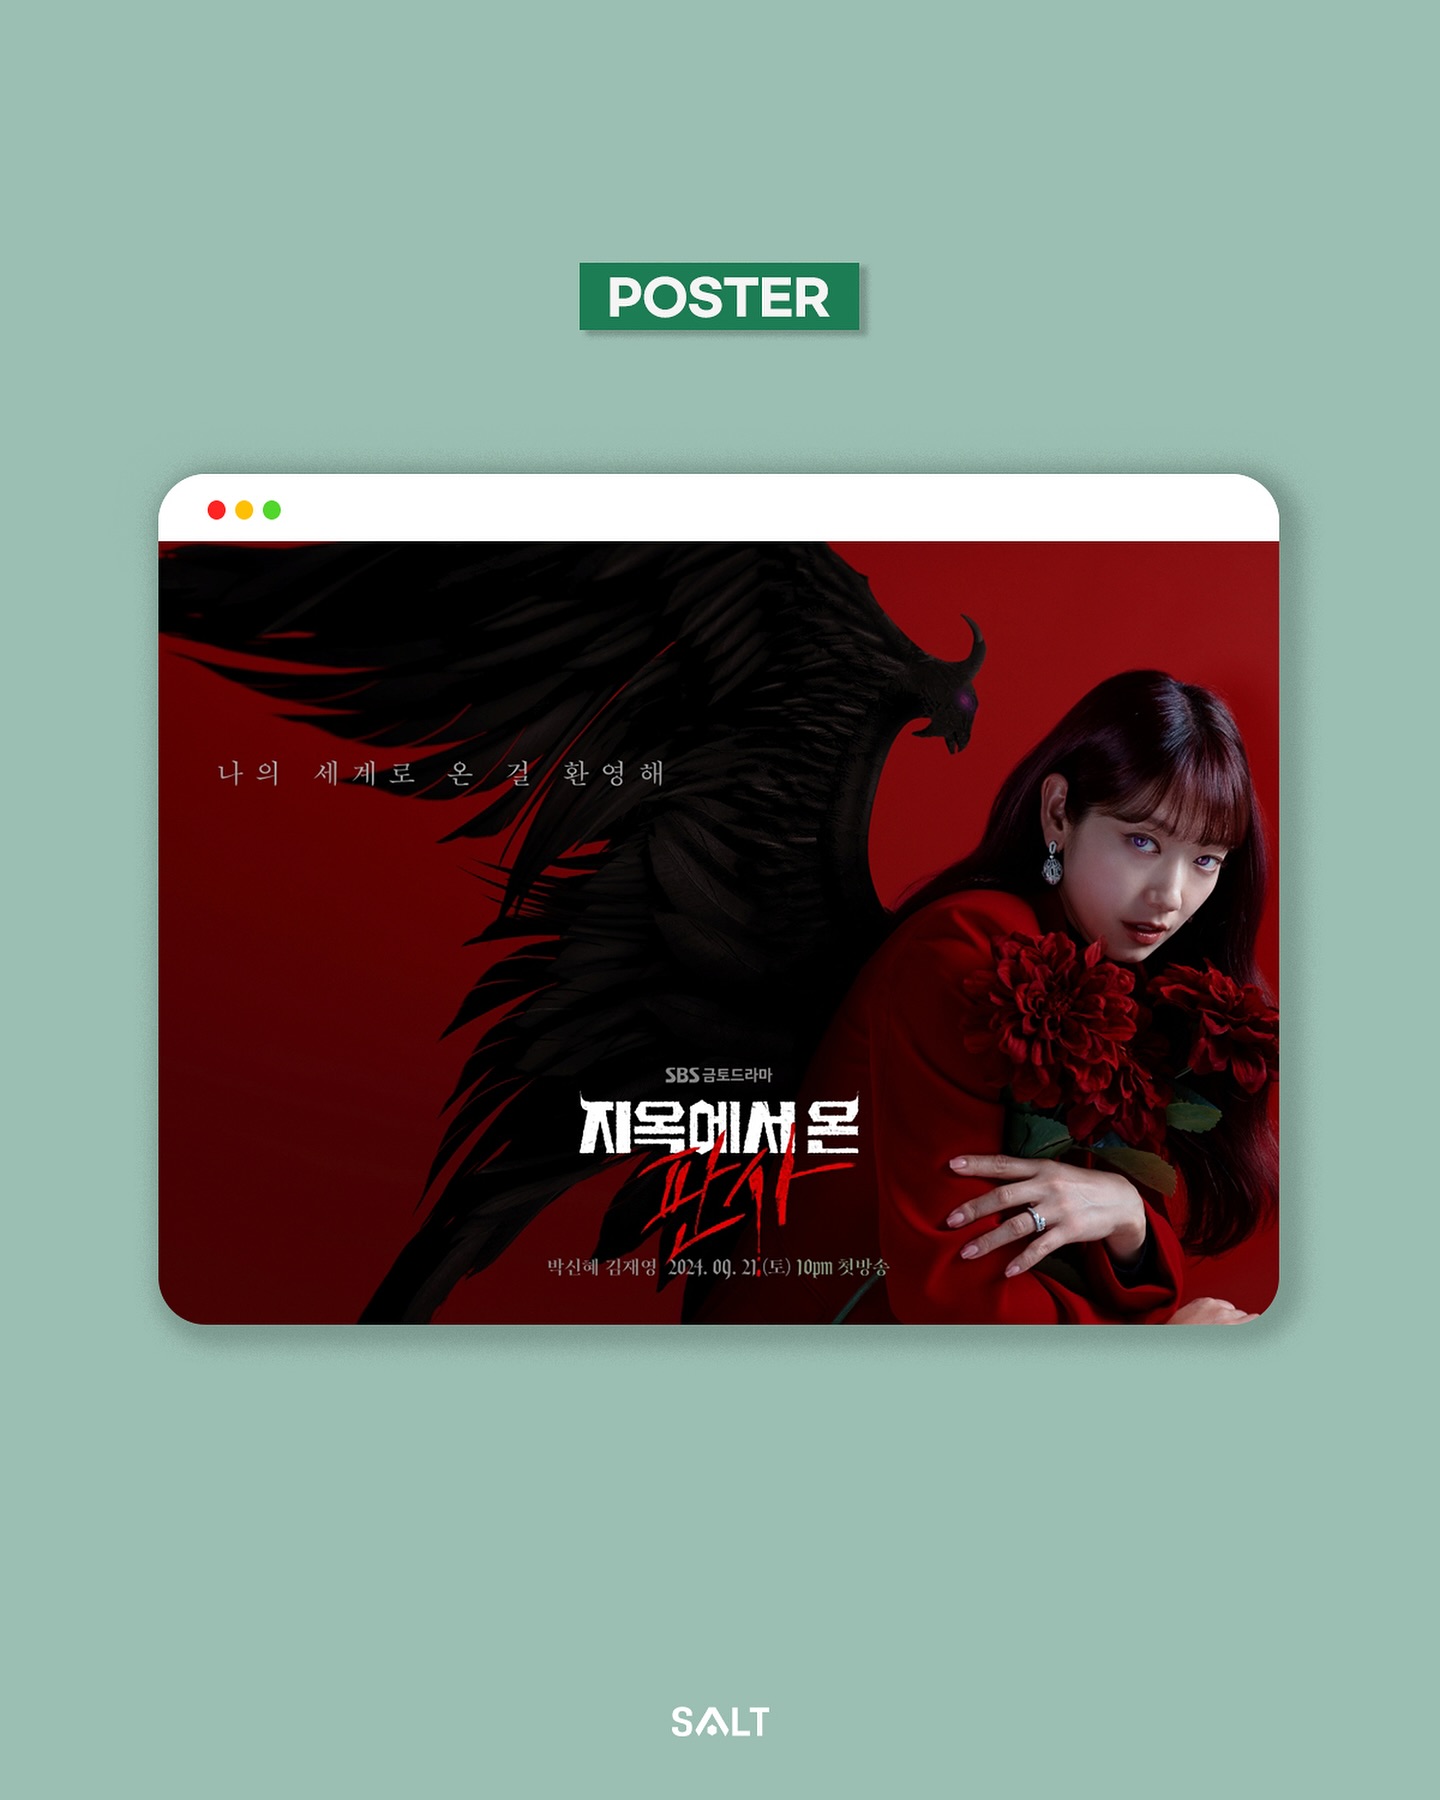 POSTER
나의 세계로 온 걸 환영해
SBS 금토드라마
지옥에서 온
판사
박신혜 김재영 2024. 09. 21.(토) 10pm 첫방송
SALT